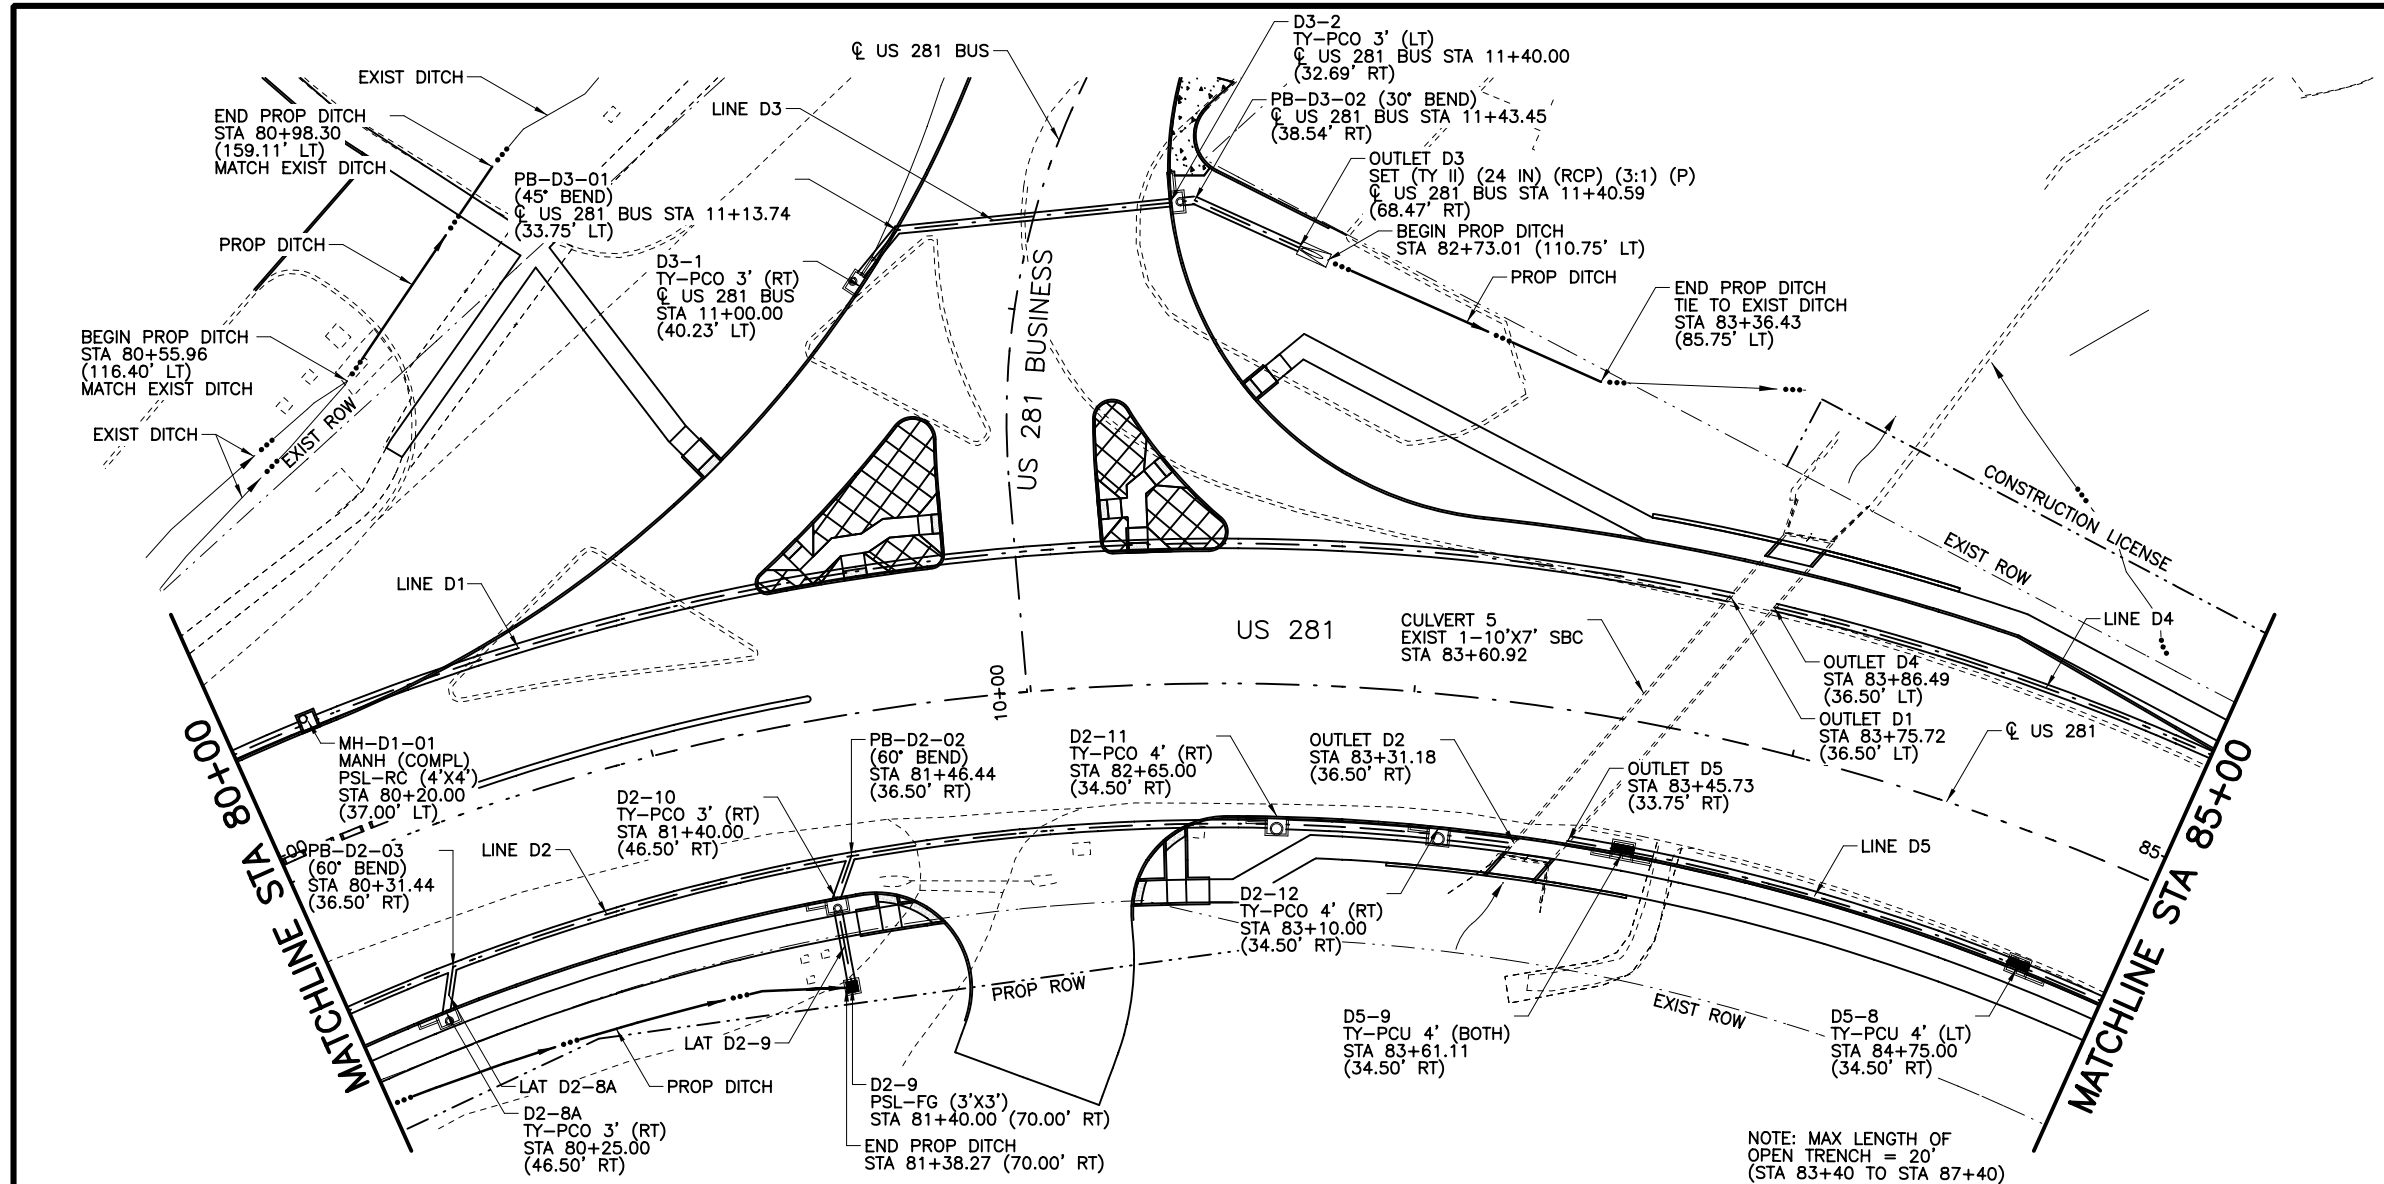 ℄ US 281 BUS
D3-2
TY-PCO 3' (LT)
℄ US 281 BUS STA 11+40.00
(32.69' RT)
EXIST DITCH
LINE D3
PB-D3-02 (30° BEND)
℄ US 281 BUS STA 11+43.45
(38.54' RT)
END PROP DITCH
STA 80+98.30
(159.11' LT)
MATCH EXIST DITCH
OUTLET D3
SET (TY II) (24 IN) (RCP) (3:1) (P)
℄ US 281 BUS STA 11+40.59
(68.47' RT)
PB-D3-01
(45° BEND)
℄ US 281 BUS STA 11+13.74
(33.75' LT)
BEGIN PROP DITCH
STA 82+73.01 (110.75' LT)
PROP DITCH
D3-1
TY-PCO 3' (RT)
℄ US 281 BUS
STA 11+00.00
(40.23' LT)
PROP DITCH
END PROP DITCH
TIE TO EXIST DITCH
STA 83+36.43
(85.75' LT)
BEGIN PROP DITCH
STA 80+55.96
(116.40' LT)
MATCH EXIST DITCH
US 281 BUSINESS
EXIST DITCH
EXIST ROW
CONSTRUCTION LICENSE
EXIST ROW
LINE D1
US 281
CULVERT 5
EXIST 1-10'X7' SBC
STA 83+60.92
LINE D4
OUTLET D4
STA 83+86.49
(36.50' LT)
OUTLET D1
STA 83+75.72
(36.50' LT)
℄ US 281
10+00
MATCHLINE STA 80+00
MH-D1-01
MANH (COMPL)
PSL-RC (4'X4')
STA 80+20.00
(37.00' LT)
PB-D2-02
(60° BEND)
STA 81+46.44
(36.50' RT)
D2-11
TY-PCO 4' (RT)
STA 82+65.00
(34.50' RT)
OUTLET D2
STA 83+31.18
(36.50' RT)
OUTLET D5
STA 83+45.73
(33.75' RT)
MATCHLINE STA 85+00
D2-10
TY-PCO 3' (RT)
STA 81+40.00
(46.50' RT)
+00
PB-D2-03
(60° BEND)
STA 80+31.44
(36.50' RT)
LINE D2
LINE D5
85
D2-12
TY-PCO 4' (RT)
STA 83+10.00
(34.50' RT)
PROP ROW
EXIST ROW
D5-9
TY-PCU 4' (BOTH)
STA 83+61.11
(34.50' RT)
D5-8
TY-PCU 4' (LT)
STA 84+75.00
(34.50' RT)
LAT D2-9
LAT D2-8A
PROP DITCH
D2-9
PSL-FG (3'X3')
STA 81+40.00 (70.00' RT)
D2-8A
TY-PCO 3' (RT)
STA 80+25.00
(46.50' RT)
END PROP DITCH
STA 81+38.27 (70.00' RT)
NOTE: MAX LENGTH OF
OPEN TRENCH = 20'
(STA 83+40 TO STA 87+40)